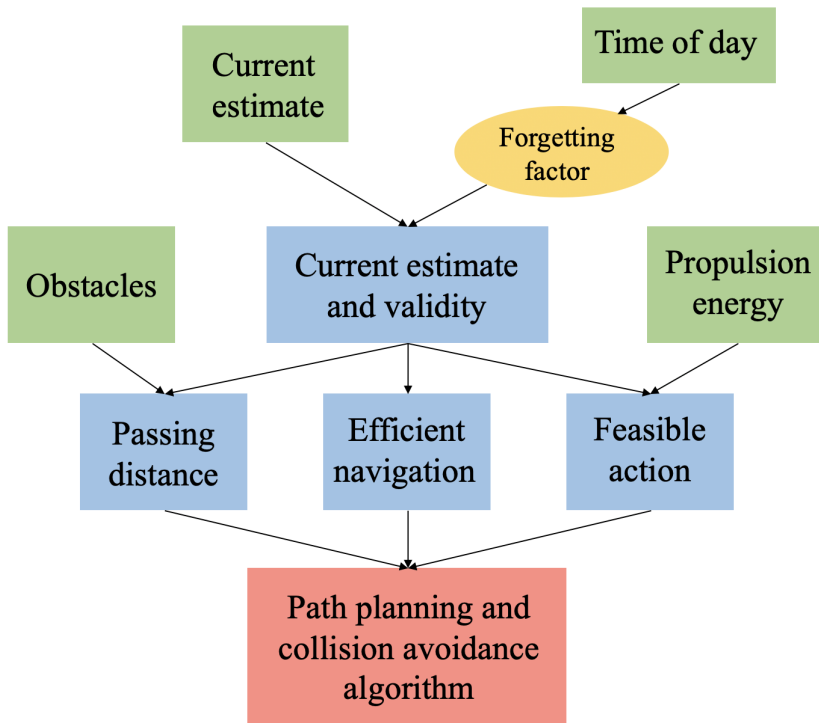 Current
estimate
Time of day
Forgetting
factor
Obstacles
Current estimate
and validity
Propulsion
energy
Passing
distance
Efficient
navigation
Feasible
action
Path planning and
collision avoidance
algorithm